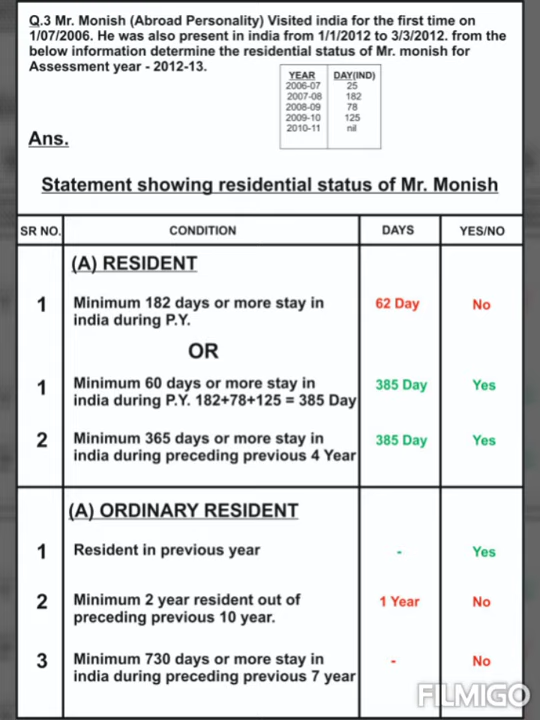 Q.3 Mr. Monish (Abroad Personality) Visited india for the first time on
1/07/2006. He was also present in india from 1/1/2012 to 3/3/2012. from the
below information determine the residential status of Mr. monish for
Assessment year - 2012-13.
YEAR DAY(IND)
2006-07 25
2007-08 182
2008-09 78
2009-10 125
2010-11 nil
Ans.
Statement showing residential status of Mr. Monish
SR NO. CONDITION DAYS YES/NO
(A) RESIDENT
1 Minimum 182 days or more stay in 62 Day No
india during P.Y.
OR
1 Minimum 60 days or more stay in 385 Day Yes
india during P.Y. 182+78+125 = 385 Day
2 Minimum 365 days or more stay in 385 Day Yes
india during preceding previous 4 Year
(A) ORDINARY RESIDENT
1 Resident in previous year - Yes
2 Minimum 2 year resident out of 1 Year No
preceding previous 10 year.
3 Minimum 730 days or more stay in - No
india during preceding previous 7 year
FILMIGO